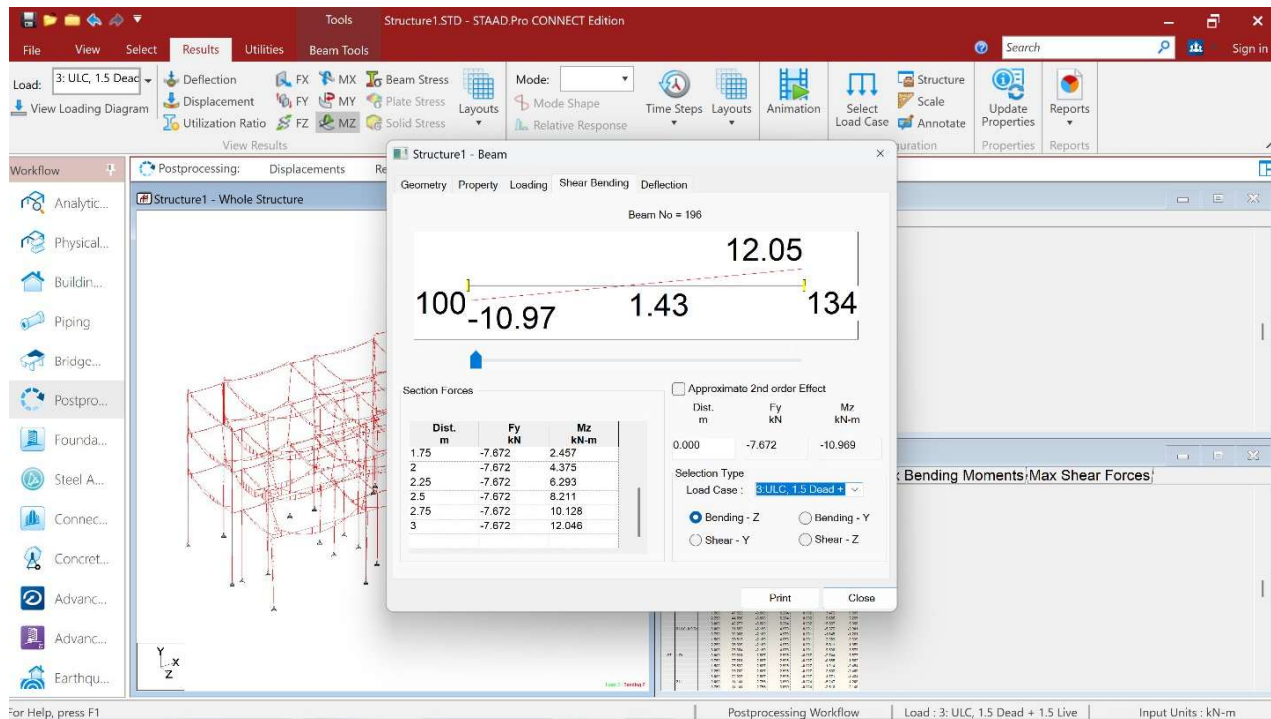 Tools Structure1.STD - STAAD.Pro CONNECT Edition
File View Select Results Utilities Beam Tools Search Sign in
Load: 3: ULC, 1.5 Deac
View Loading Diagram
Deflection FX MX Beam Stress
Displacement FY MY Plate Stress
Utilization Ratio FZ MZ Solid Stress
Layouts
View Results
Mode:
Mode Shape
Relative Response
Time Steps Layouts Animation
Select Load Case
Structure
Scale
Annotate
Update Properties
Reports
Properties Reports
Workflow
Postprocessing: Displacements Re
Analytic...
Physical...
Buildin...
Piping
Bridge...
Postpro...
Founda...
Steel A...
Connec...
Concret...
Advanc...
Advanc...
Earthqu...
Structure1 - Whole Structure
Y
X
Z
Structure1 - Beam
Geometry Property Loading Shear Bending Deflection
Beam No = 196
12.05
100 -10.97 1.43 134
Section Forces
Dist. Fy Mz
m kN kN-m
1.75 -7.672 2.457
2 -7.672 4.375
2.25 -7.672 6.293
2.5 -7.672 8.211
2.75 -7.672 10.128
3 -7.672 12.046
Approximate 2nd order Effect
Dist. Fy Mz
m kN kN-m
0.000 -7.672 -10.969
Selection Type
Load Case : 3:ULC, 1.5 Dead +
Bending - Z Bending - Y
Shear - Y Shear - Z
Print Close
Bending Moments Max Shear Forces
For Help, press F1
Postprocessing Workflow Load : 3: ULC, 1.5 Dead + 1.5 Live Input Units : kN-m